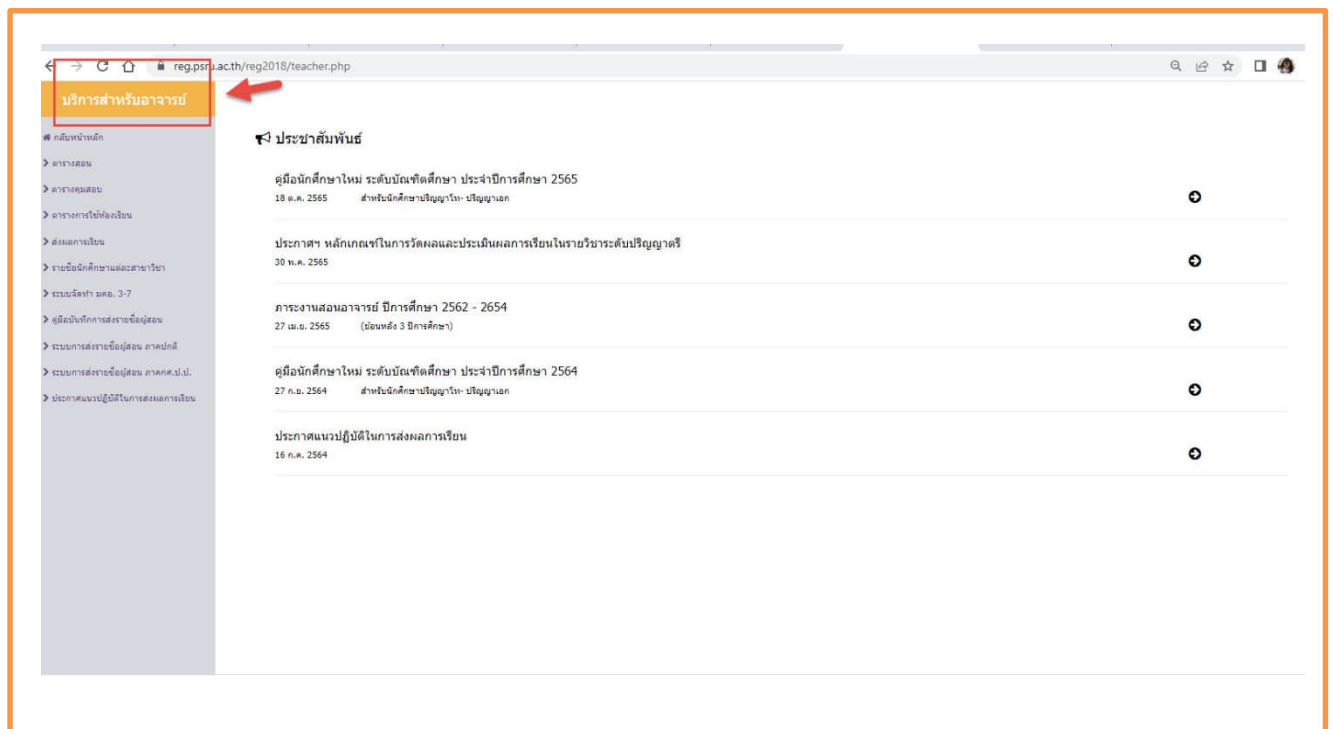 reg.psru.ac.th/reg2018/teacher.php
บริการสำหรับอาจารย์
กลับหน้าหลัก
ตารางสอน
ตารางคุมสอบ
ตารางการใช้ห้องเรียน
ส่งผลการเรียน
รายชื่อนักศึกษาแต่ละสาขาวิชา
ระบบจัดทำ มคอ. 3-7
คู่มือบันทึกการส่งรายชื่อผู้สอน
ระบบการส่งรายชื่อผู้สอน ภาคปกติ
ระบบการส่งรายชื่อผู้สอน ภาคกศ.ป.ป.
ประกาศแนวปฏิบัติในการส่งผลการเรียน
ประชาสัมพันธ์
คู่มือนักศึกษาใหม่ ระดับบัณฑิตศึกษา ประจำปีการศึกษา 2565
18 ต.ค. 2565 สำหรับนักศึกษาปริญญาโท- ปริญญาเอก
ประกาศฯ หลักเกณฑ์ในการวัดผลและประเมินผลการเรียนในรายวิชาระดับปริญญาตรี
30 พ.ค. 2565
ภาระงานสอนอาจารย์ ปีการศึกษา 2562 - 2654
27 เม.ย. 2565 (ย้อนหลัง 3 ปีการศึกษา)
คู่มือนักศึกษาใหม่ ระดับบัณฑิตศึกษา ประจำปีการศึกษา 2564
27 ก.ย. 2564 สำหรับนักศึกษาปริญญาโท- ปริญญาเอก
ประกาศแนวปฏิบัติในการส่งผลการเรียน
16 ก.ค. 2564